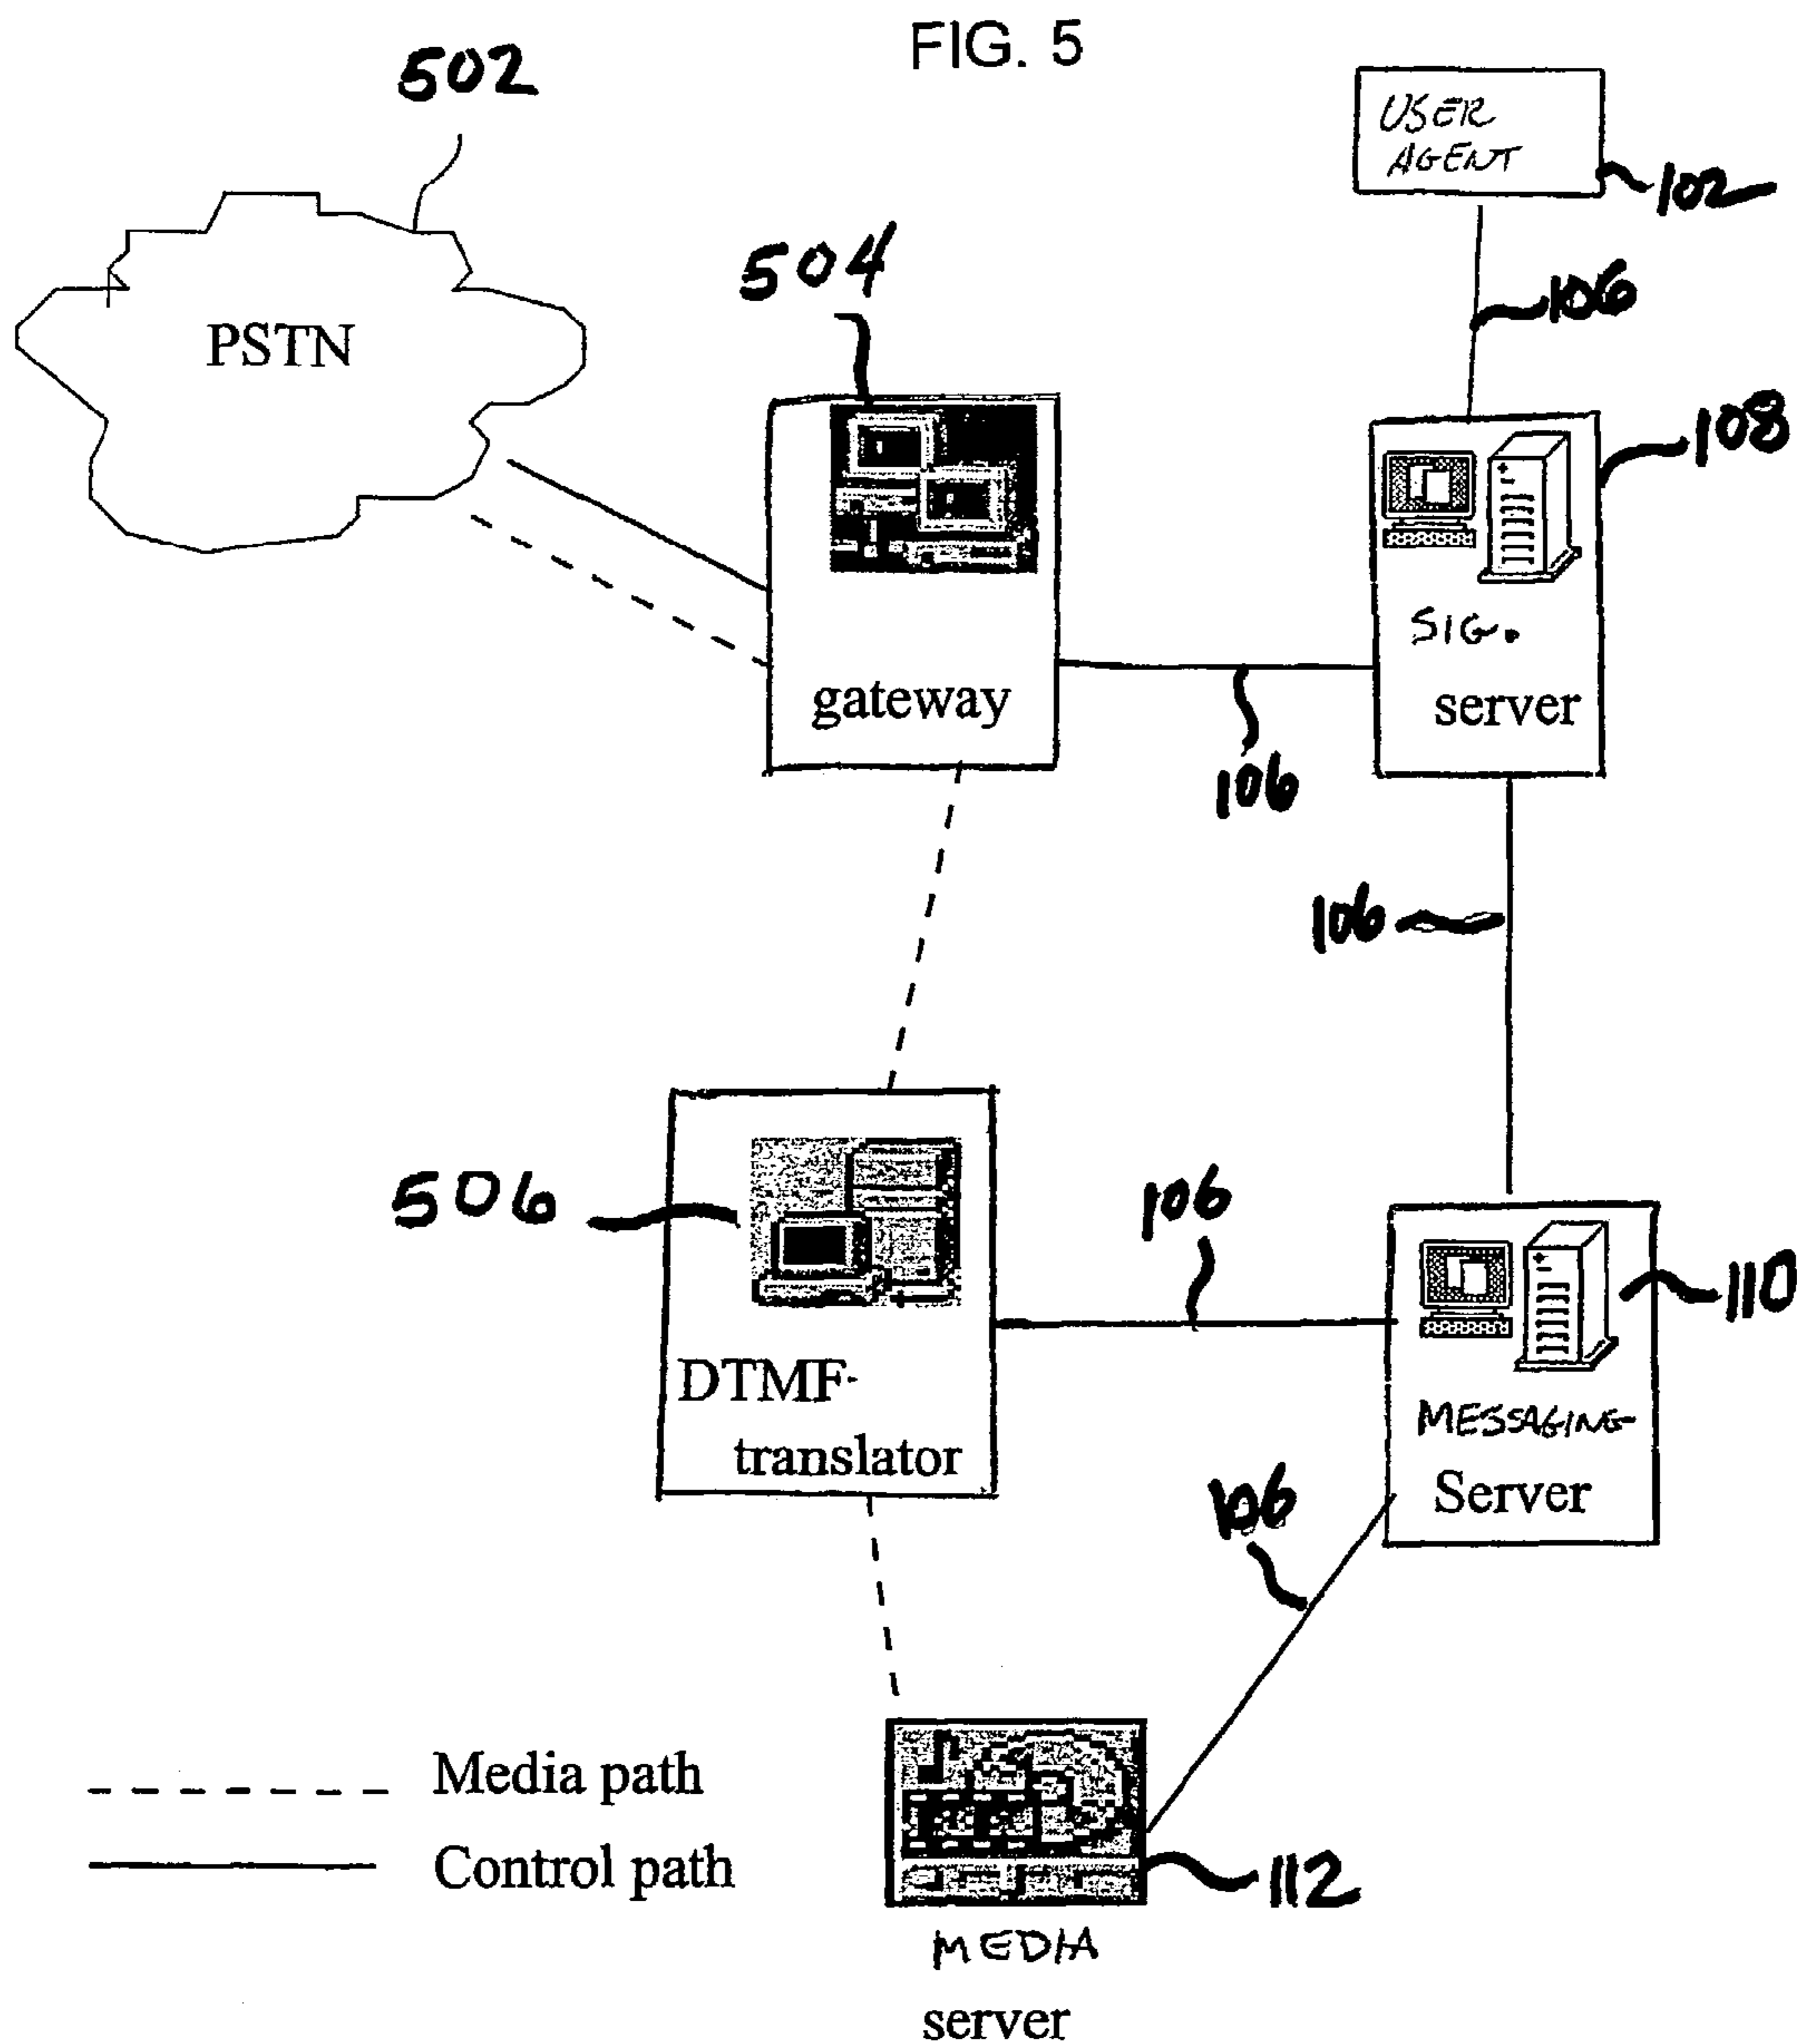 FIG. 5
502
USER
AGENT
102
504
106
PSTN
108
SIG.
gateway
server
106
106
506
106
110
DTMF-
translator
MESSAGING
Server
106
Media path
Control path
112
MEDIA
server